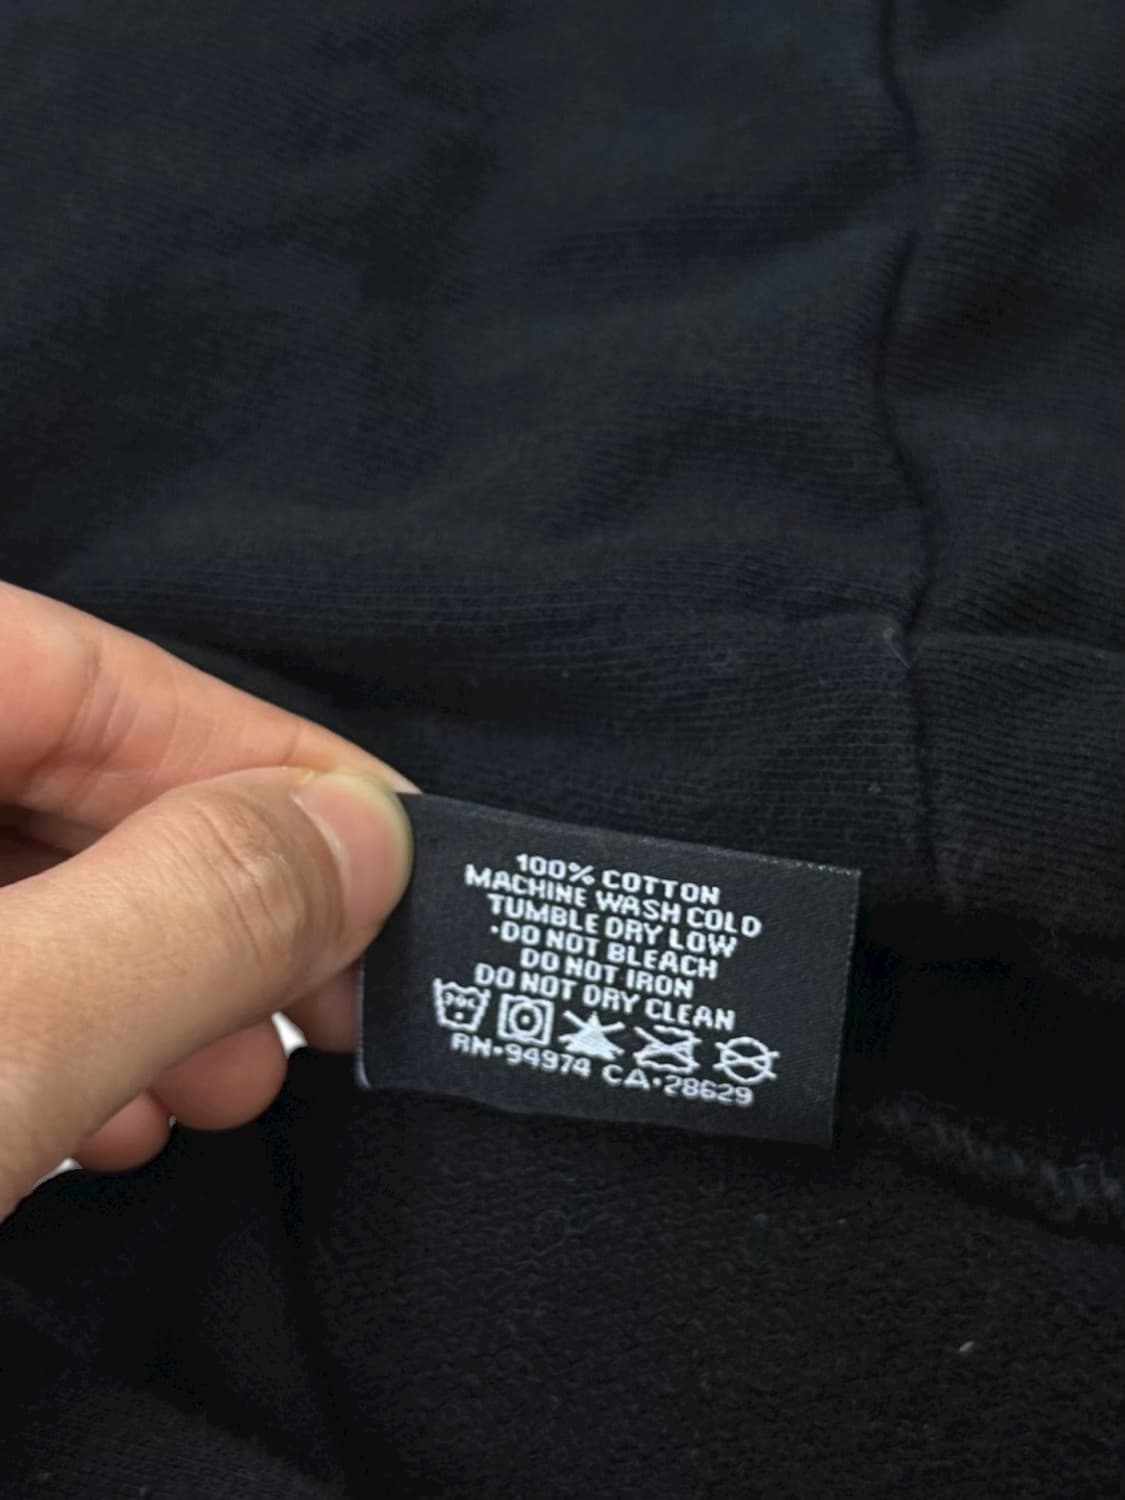 100% COTTON
MACHINE WASH COLD
TUMBLE DRY LOW
·DO NOT BLEACH
DO NOT IRON
DO NOT DRY CLEAN
RN·94974 CA·28629